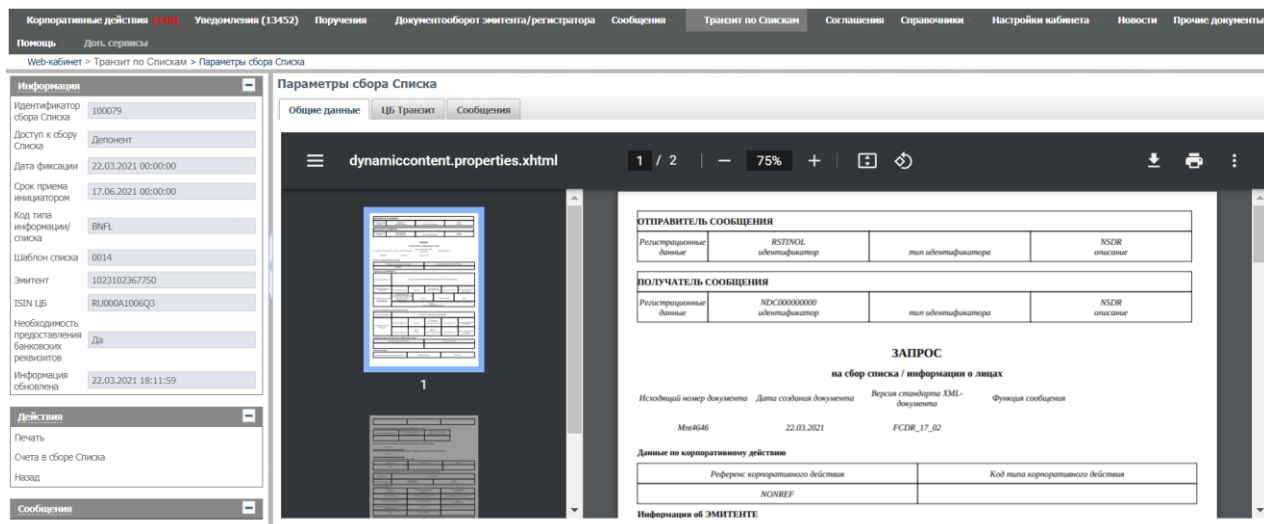 Корпоративные действия (110) Уведомления (13452) Поручения Документооборот эмитента/регистратора Сообщения Транзит по Спискам Соглашения Справочники Настройки кабинета Новости Прочие документы
Помощь Доп. сервисы
Web-кабинет > Транзит по Спискам > Параметры сбора Списка
Информация
Идентификатор
сбора Списка
100079
Доступ к сбору
Списка
Депонент
Дата фиксации 22.03.2021 00:00:00
Срок приема
инициатором
17.06.2021 00:00:00
Код типа
информации/
списка
BNFL
Шаблон списка 0014
Эмитент 1023102367750
ISIN ЦБ RU000A1006Q3
Необходимость
предоставления
банковских
реквизитов
Да
Информация
обновлена
22.03.2021 18:11:59
Действия
Печать
Счета в сборе Списка
Назад
Сообщения
Параметры сбора Списка
Общие данные ЦБ Транзит Сообщения
dynamiccontent.properties.xhtml 1 / 2 75%
1
ОТПРАВИТЕЛЬ СООБЩЕНИЯ
Регистрационные
данные
RSTINOL
идентификатор
тип идентификатора
NSDR
описание
ПОЛУЧАТЕЛЬ СООБЩЕНИЯ
Регистрационные
данные
NDC000000000
идентификатор
тип идентификатора
NSDR
описание
ЗАПРОС
на сбор списка / информации о лицах
Исходящий номер документа Дата создания документа Версия стандарта XML-
документа
Функция сообщения
Mnt4646 22.03.2021 FCDR_17_02
Данные по корпоративному действию
Референс корпоративного действия Код типа корпоративного действия
NONREF
Информация об ЭМИТЕНТЕ